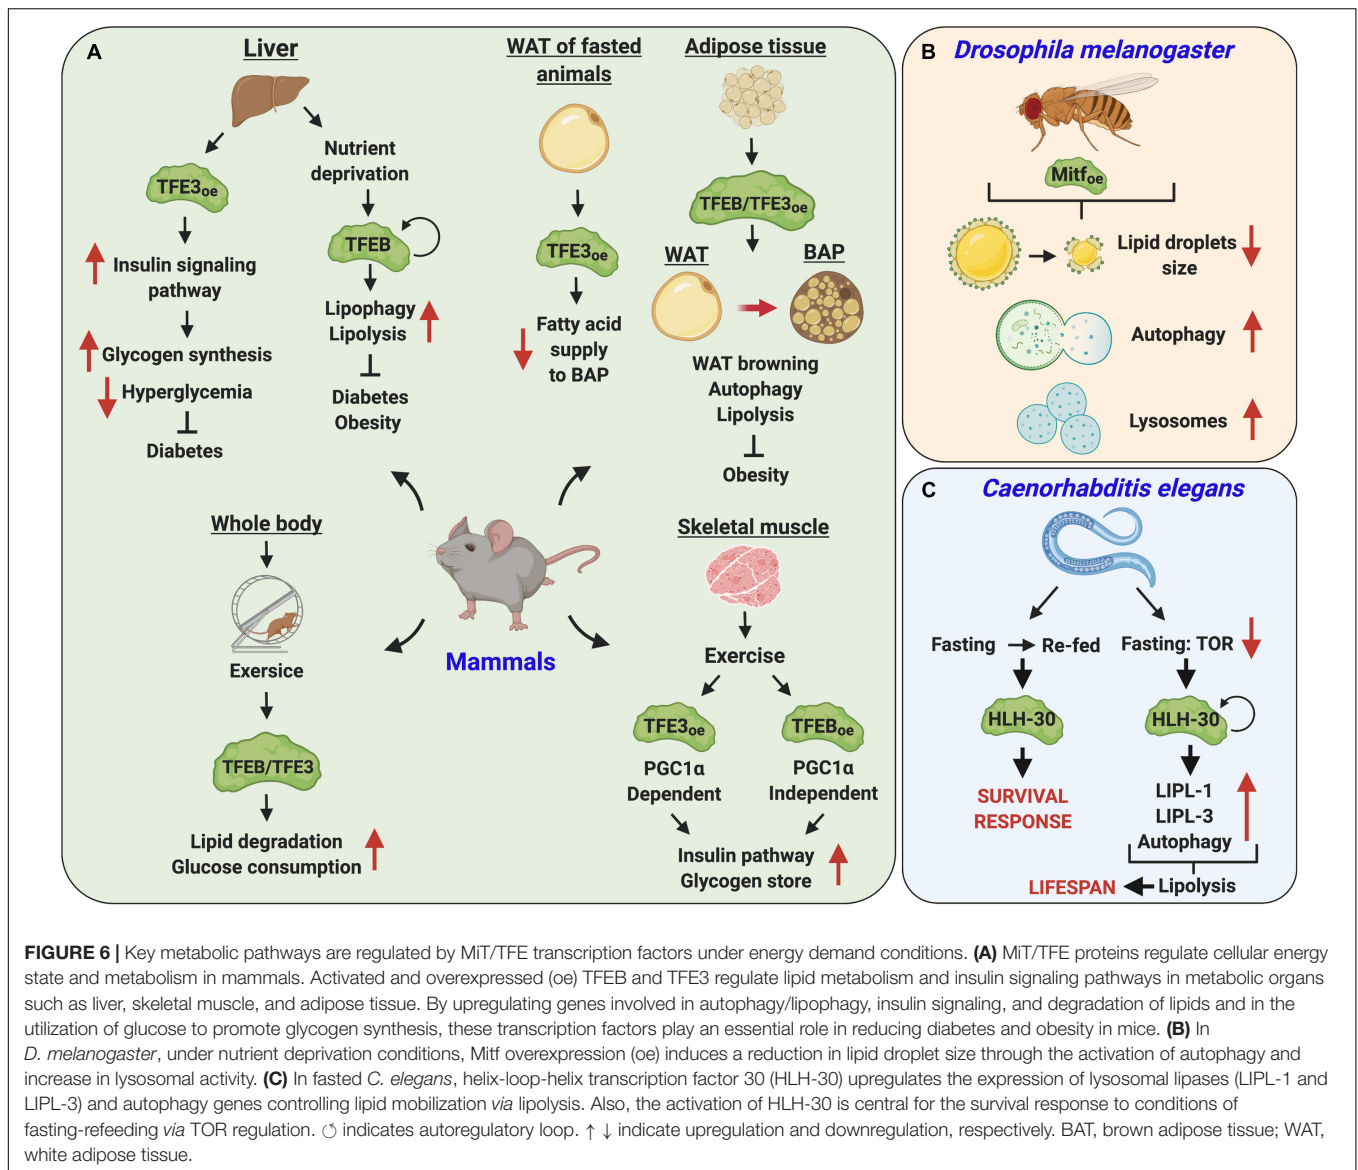 A
Liver
Nutrient
deprivation
TFE3oe
TFEB
Insulin signaling
pathway
Lipophagy
Lipolysis
Glycogen synthesis
Hyperglycemia
Diabetes
Diabetes
Obesity
WAT of fasted
animals
TFE3oe
Fatty acid
supply
to BAP
Adipose tissue
TFEB/TFE3oe
WAT
BAP
WAT browning
Autophagy
Lipolysis
Obesity
Whole body
Exersice
TFEB/TFE3
Lipid degradation
Glucose consumption
Mammals
Skeletal muscle
Exercise
TFE3oe
TFEBoe
PGC1α
Dependent
PGC1α
Independent
Insulin pathway
Glycogen store
B
Drosophila melanogaster
Mitfoe
Lipid droplets
size
Autophagy
Lysosomes
C
Caenorhabditis elegans
Fasting
Re-fed
Fasting: TOR
HLH-30
HLH-30
SURVIVAL
RESPONSE
LIPL-1
LIPL-3
Autophagy
LIFESPAN
Lipolysis
FIGURE 6 | Key metabolic pathways are regulated by MiT/TFE transcription factors under energy demand conditions. (A) MiT/TFE proteins regulate cellular energy
state and metabolism in mammals. Activated and overexpressed (oe) TFEB and TFE3 regulate lipid metabolism and insulin signaling pathways in metabolic organs
such as liver, skeletal muscle, and adipose tissue. By upregulating genes involved in autophagy/lipophagy, insulin signaling, and degradation of lipids and in the
utilization of glucose to promote glycogen synthesis, these transcription factors play an essential role in reducing diabetes and obesity in mice. (B) In
D. melanogaster, under nutrient deprivation conditions, Mitf overexpression (oe) induces a reduction in lipid droplet size through the activation of autophagy and
increase in lysosomal activity. (C) In fasted C. elegans, helix-loop-helix transcription factor 30 (HLH-30) upregulates the expression of lysosomal lipases (LIPL-1 and
LIPL-3) and autophagy genes controlling lipid mobilization via lipolysis. Also, the activation of HLH-30 is central for the survival response to conditions of
fasting-refeeding via TOR regulation. ↺ indicates autoregulatory loop. ↑ ↓ indicate upregulation and downregulation, respectively. BAT, brown adipose tissue; WAT,
white adipose tissue.